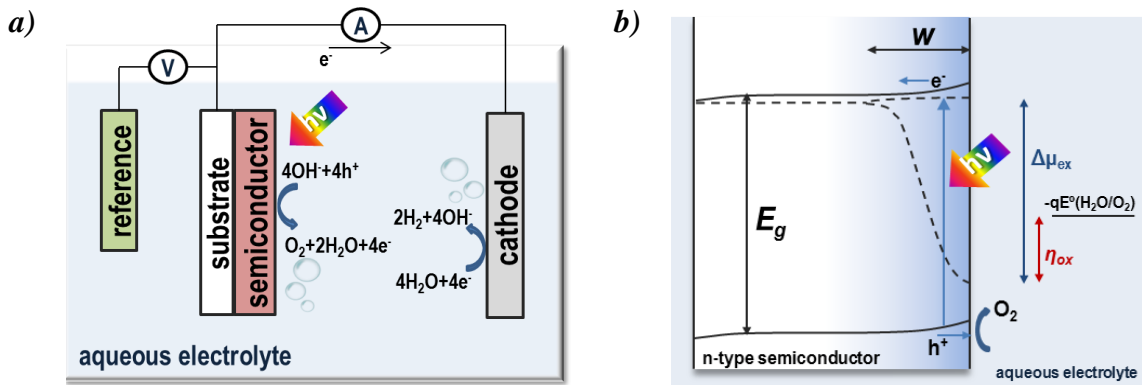 a)
A
e-
V
hν
reference
substrate
semiconductor
4OH-+4h+
O2+2H2O+4e-
2H2+4OH-
4H2O+4e-
cathode
aqueous electrolyte
b)
W
e-
hν
Δμex
-qEº(H2O/O2)
Eg
ηox
O2
h+
n-type semiconductor
aqueous electrolyte